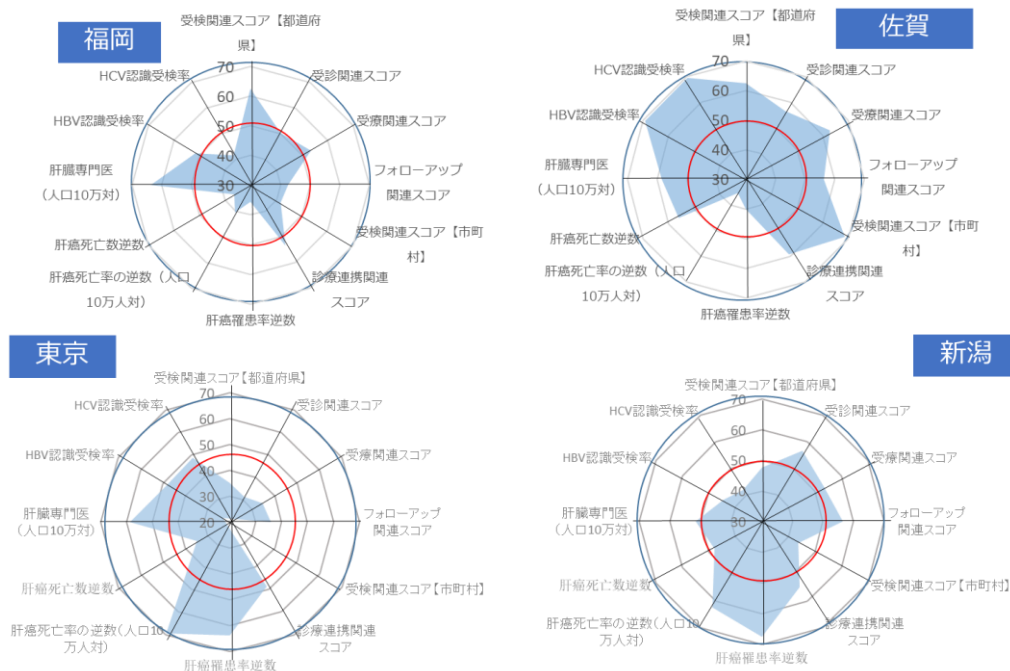 福岡
受検関連スコア【都道府
県】
受診関連スコア
受療関連スコア
フォローアップ
関連スコア
受検関連スコア【市町
村】
診療連携関連
スコア
肝癌罹患率逆数
肝癌死亡率の逆数（人口
10万人対）
肝癌死亡数逆数
肝臓専門医
（人口10万対）
HBV認識受検率
HCV認識受検率
70
60
50
40
30
佐賀
受検関連スコア【都道府
県】
受診関連スコア
受療関連スコア
フォローアップ
関連スコア
受検関連スコア【市町
村】
診療連携関連
スコア
肝癌罹患率逆数
肝癌死亡率の逆数（人口
10万人対）
肝癌死亡数逆数
肝臓専門医
（人口10万対）
HBV認識受検率
HCV認識受検率
70
60
50
40
30
東京
受検関連スコア【都道府県】
受診関連スコア
受療関連スコア
フォローアップ
関連スコア
受検関連スコア【市町村】
診療連携関連
スコア
肝癌罹患率逆数
肝癌死亡率の逆数（人口10
万人対）
肝癌死亡数逆数
肝臓専門医
（人口10万対）
HBV認識受検率
HCV認識受検率
70
60
50
40
30
20
新潟
受検関連スコア【都道府県】
受診関連スコア
受療関連スコア
フォローアップ
関連スコア
受検関連スコア【市町村】
診療連携関連
スコア
肝癌罹患率逆数
肝癌死亡率の逆数（人口10
万人対）
肝癌死亡数逆数
肝臓専門医
（人口10万対）
HBV認識受検率
HCV認識受検率
70
60
50
40
30